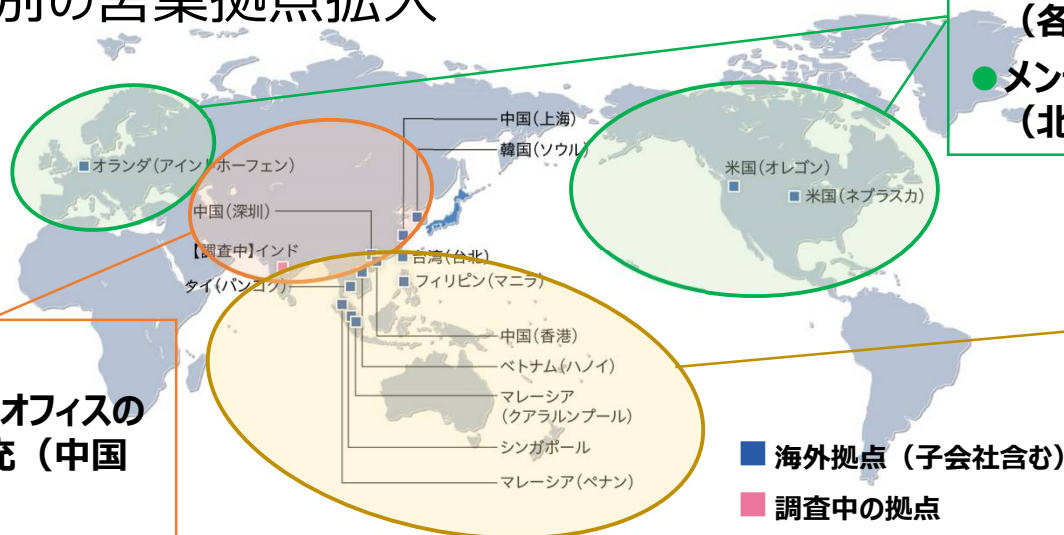 別の営業拠点拡大
（各
●メン
（北
中国（上海）
韓国（ソウル）
オランダ（アイントホーフェン）
米国（オレゴン）
米国（ネブラスカ）
中国（深圳）
【調査中】インド
台湾（台北）
タイ（バンコク）
フィリピン（マニラ）
中国（香港）
ベトナム（ハノイ）
マレーシア
（クアラルンプール）
シンガポール
マレーシア（ペナン）
オフィスの
充（中国
海外拠点（子会社含む）
調査中の拠点